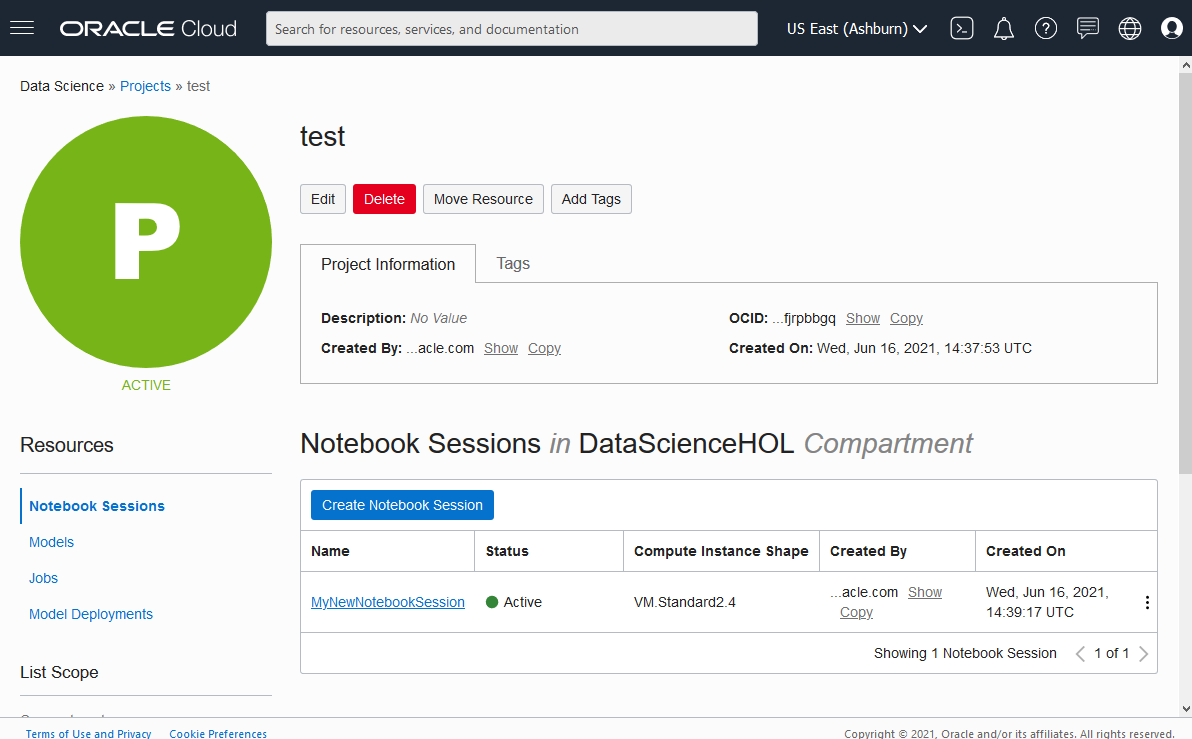 ORACLE Cloud
Search for resources, services, and documentation
US East (Ashburn)
Data Science » Projects » test
P
ACTIVE
test
Edit
Delete
Move Resource
Add Tags
Project Information
Tags
Description: No Value
OCID: ...fjrpbbgq Show Copy
Created By: ...acle.com Show Copy
Created On: Wed, Jun 16, 2021, 14:37:53 UTC
Resources
Notebook Sessions
Models
Jobs
Model Deployments
List Scope
Notebook Sessions in DataScienceHOL Compartment
Create Notebook Session
Name Status Compute Instance Shape Created By Created On
MyNewNotebookSession Active VM.Standard2.4 ...acle.com Show Wed, Jun 16, 2021,
Copy 14:39:17 UTC
Showing 1 Notebook Session 1 of 1
Terms of Use and Privacy Cookie Preferences
Copyright © 2021, Oracle and/or its affiliates. All rights reserved.